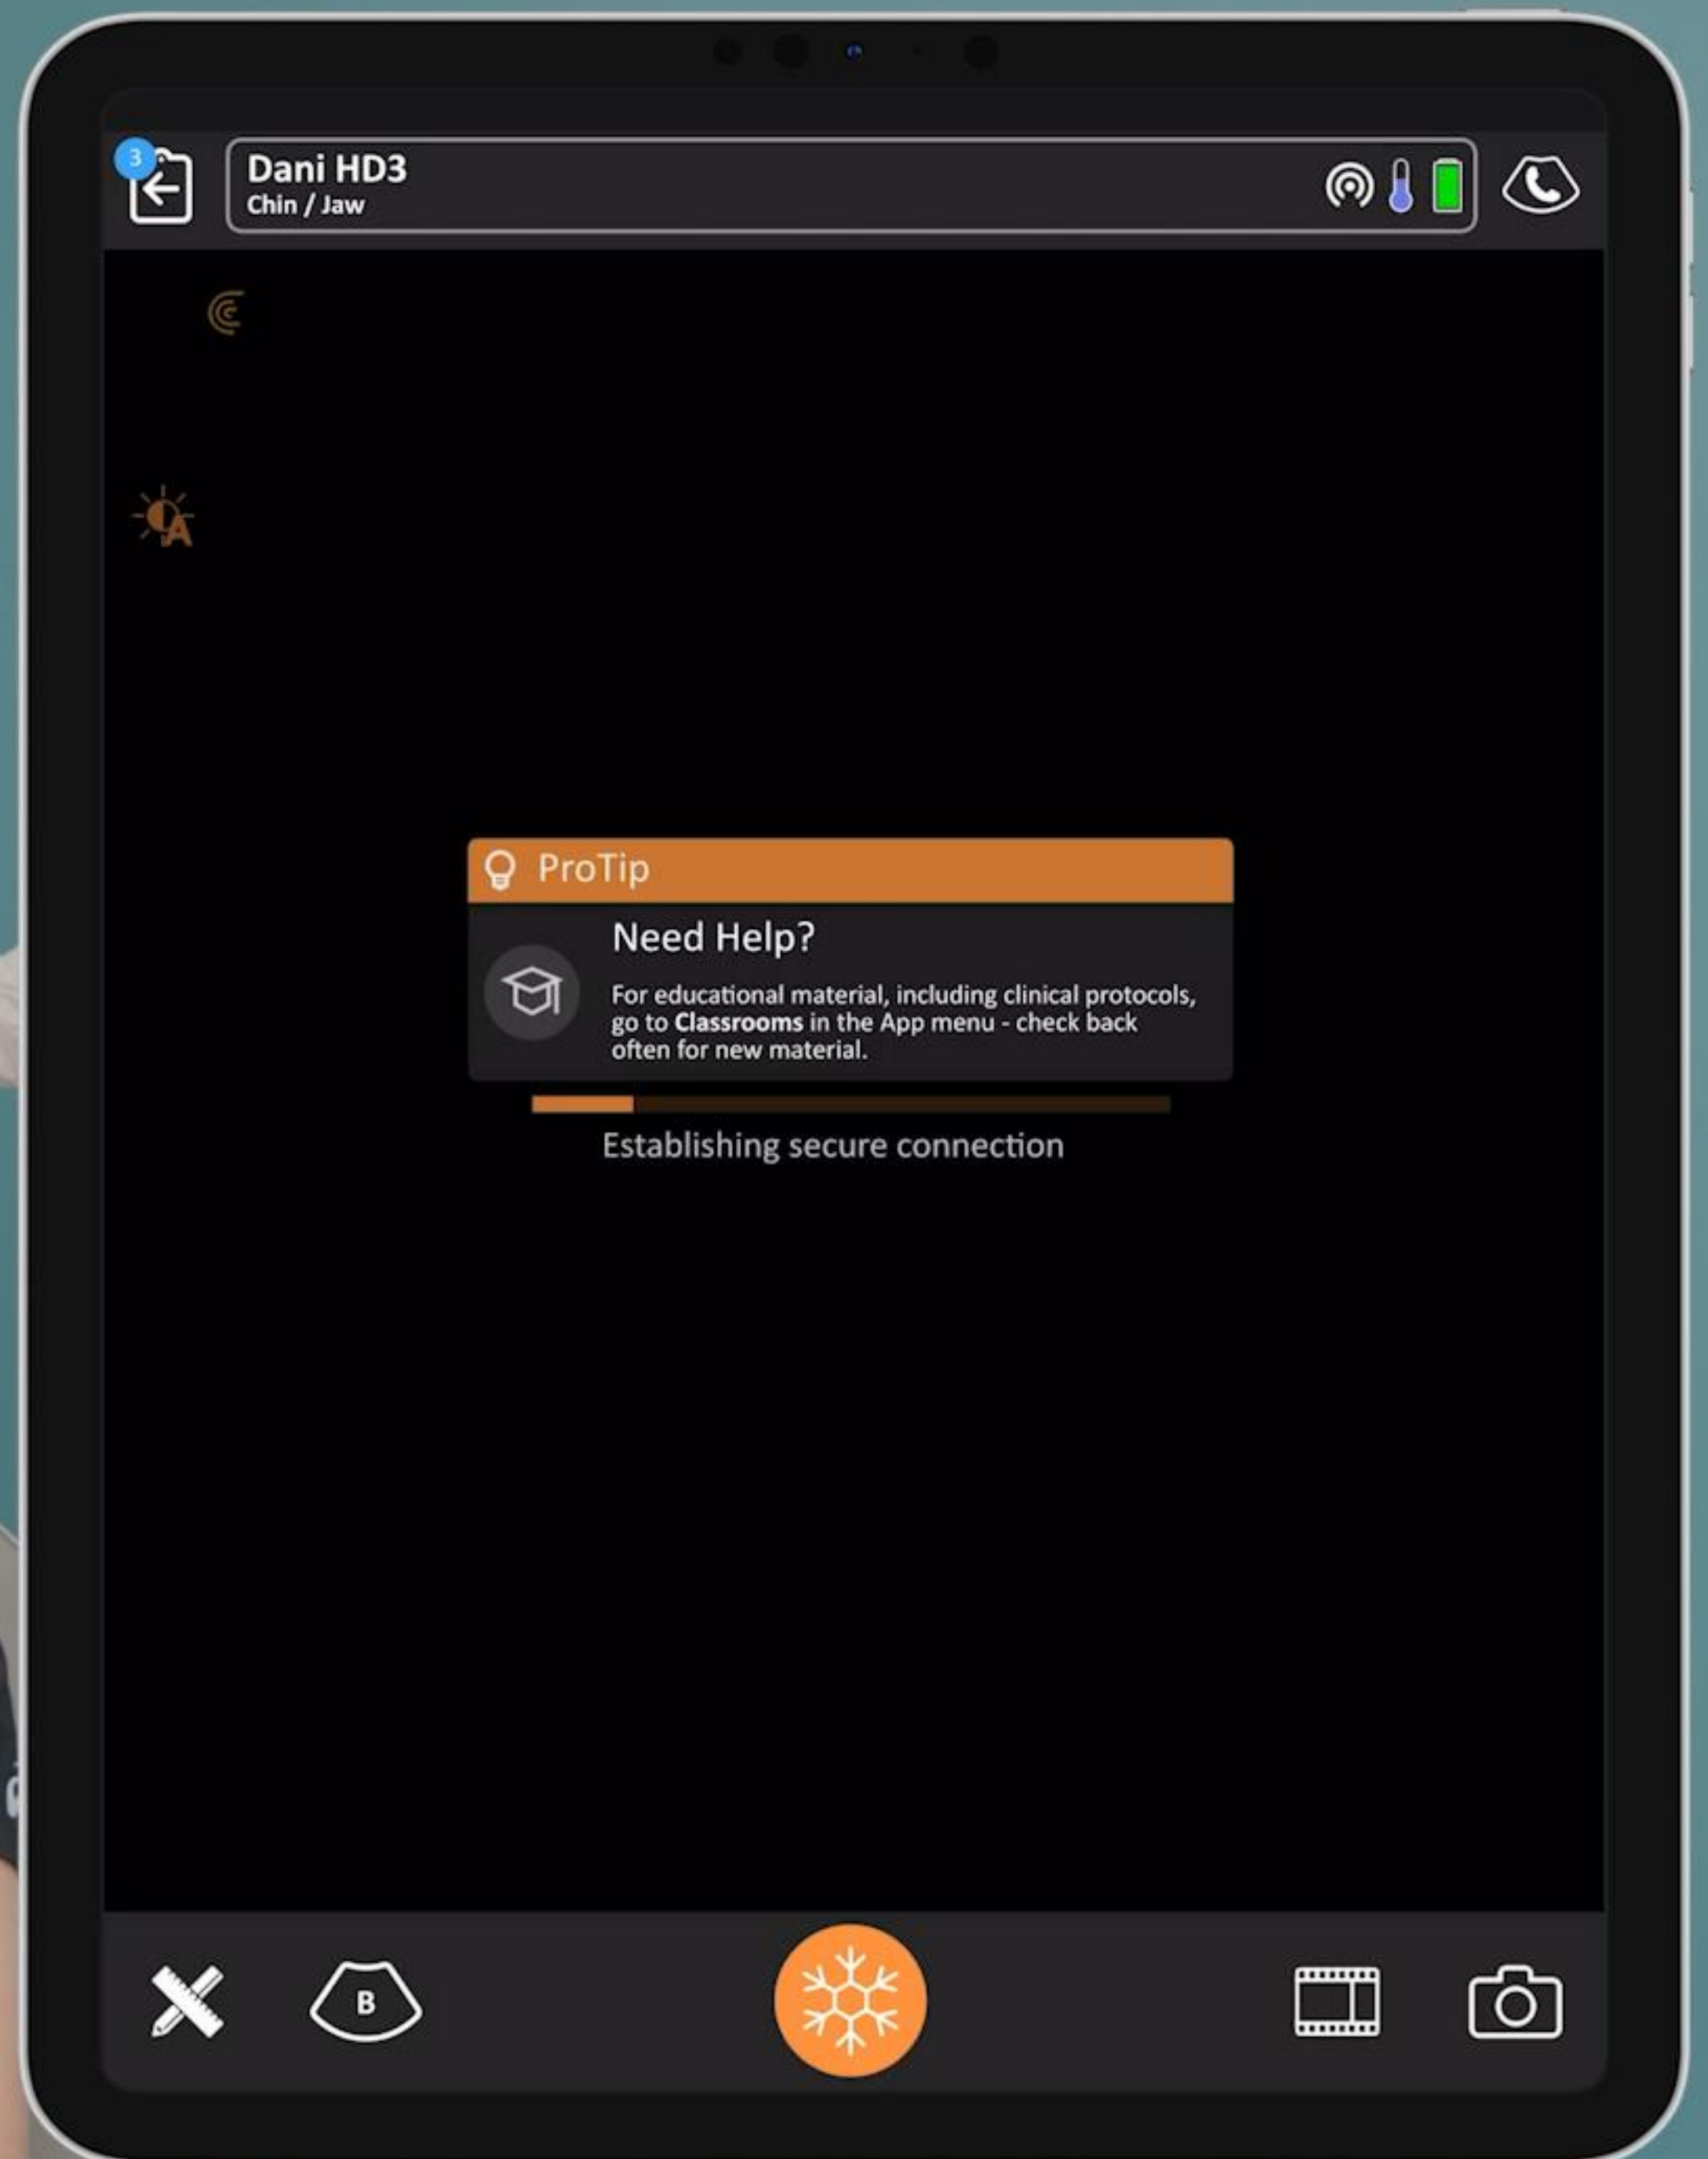 3
Dani HD3
Chin / Jaw
A
ProTip
Need Help?
For educational material, including clinical protocols,
go to Classrooms in the App menu - check back
often for new material.
Establishing secure connection
B